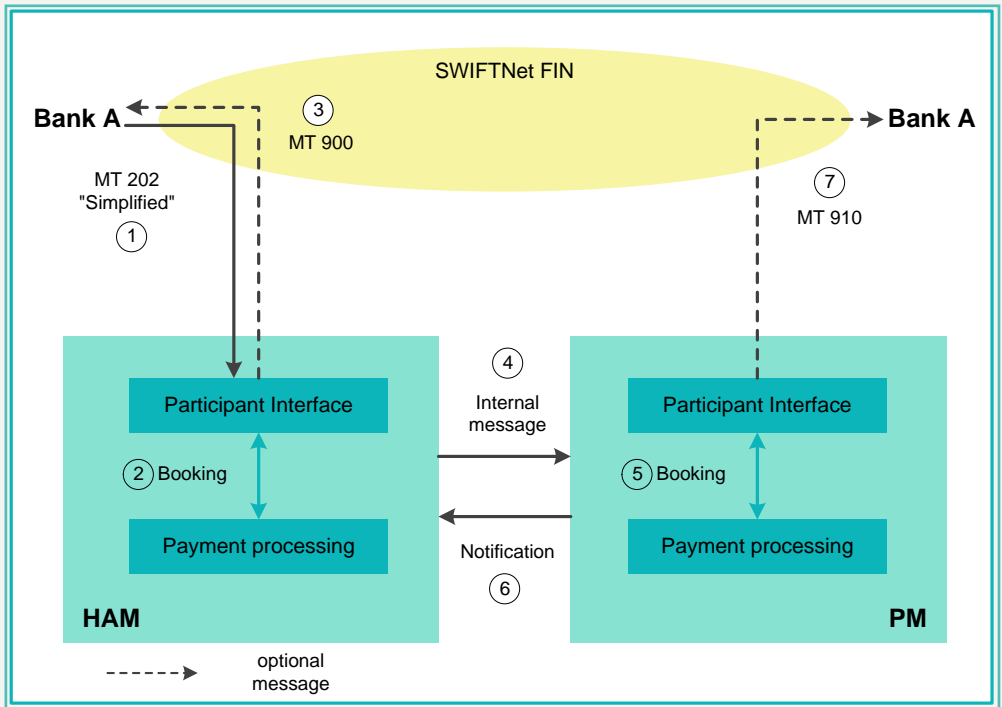 SWIFTNet FIN
Bank A
3
MT 900
Bank A
MT 202
"Simplified"
1
7
MT 910
4
Internal
message
Participant Interface
Participant Interface
2 Booking
5 Booking
Payment processing
Payment processing
Notification
6
HAM
PM
optional
message